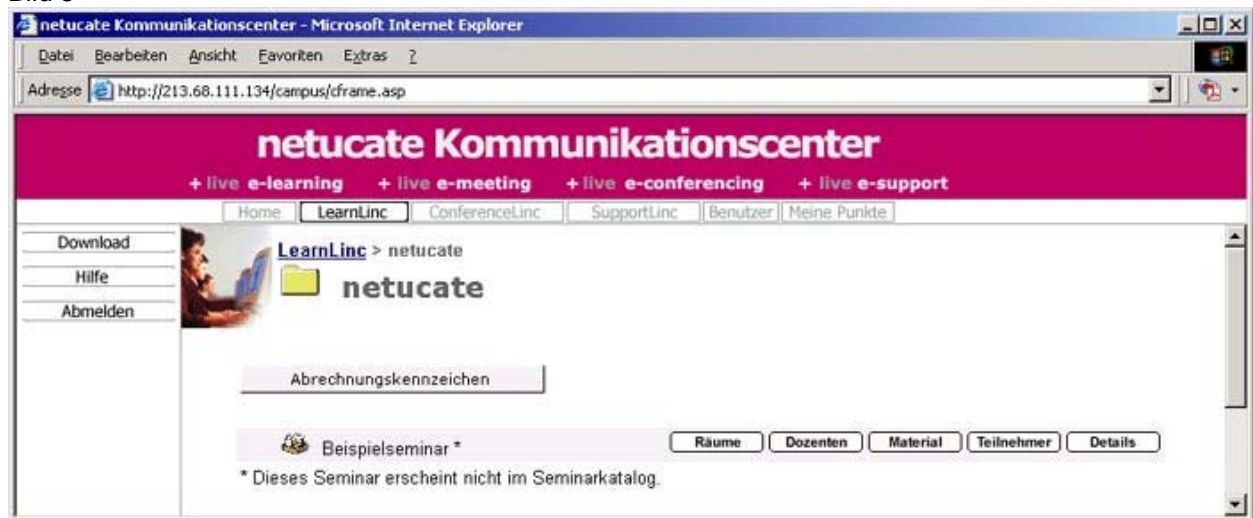 netucate Kommunikationscenter - Microsoft Internet Explorer
Datei Bearbeiten Ansicht Favoriten Extras ?
Adresse http://213.68.111.134/campus/cframe.asp
netucate Kommunikationscenter
+ live e-learning + live e-meeting + live e-conferencing + live e-support
Home LearnLinc ConferenceLinc SupportLinc Benutzer Meine Punkte
Download
Hilfe
Abmelden
LearnLinc > netucate
netucate
Abrechnungskennzeichen
Beispielseminar * Räume Dozenten Material Teilnehmer Details
* Dieses Seminar erscheint nicht im Seminarkatalog.